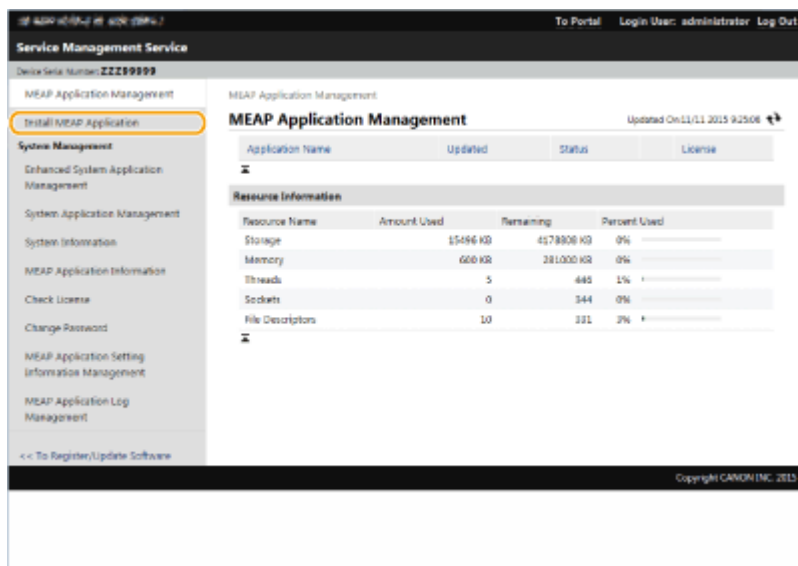 To Portal Login User: administrator Log Out
Service Management Service
Device Serial Number: ZZZ99999
MEAP Application Management
Install MEAP Application
System Management
Enhanced System Application
Management
System Application Management
System Information
MEAP Application Information
Check License
Change Password
MEAP Application Setting
Information Management
MEAP Application Log
Management
<< To Register/Update Software
MEAP Application Management
MEAP Application Management
Updated On:11/11 2015 9:25:06
Application Name Updated Status License
Resource Information
Resource Name Amount Used Remaining Percent Used
Storage 15496 KB 4178808 KB 0%
Memory 600 KB 281000 KB 0%
Threads 5 446 1%
Sockets 0 344 0%
File Descriptors 10 331 3%
Copyright CANON INC. 2015